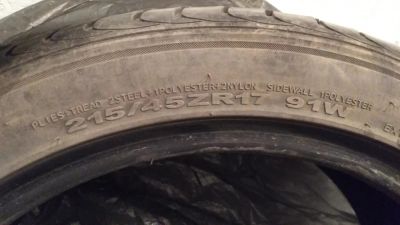 PLIES: TREAD 2STEEL+1POLYESTER+2NYLON SIDEWALL 1POLYESTER
215/45ZR17 91W